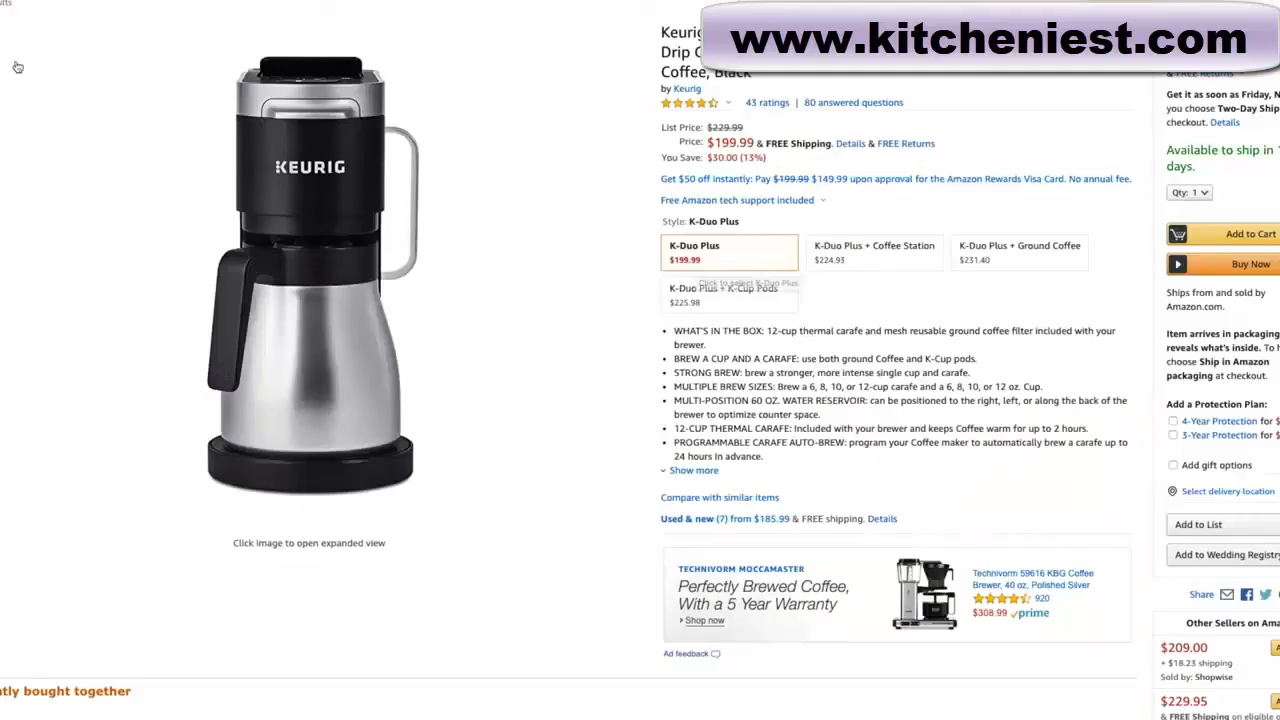 ults
www.kitcheniest.com
Keurig
Drip C
Coffee, Black
by Keurig
43 ratings | 80 answered questions
List Price: $229.99
Price: $199.99 & FREE Shipping. Details & FREE Returns
You Save: $30.00 (13%)
Get $50 off instantly: Pay $199.99 $149.99 upon approval for the Amazon Rewards Visa Card. No annual fee.
Free Amazon tech support included
Style: K-Duo Plus
K-Duo Plus
$199.99
K-Duo Plus + Coffee Station
$224.93
K-Duo Plus + Ground Coffee
$231.40
Click to select K-Duo Plus
K-Duo Plus + K-Cup Pods
$225.98
• WHAT'S IN THE BOX: 12-cup thermal carafe and mesh reusable ground coffee filter included with your
brewer.
• BREW A CUP AND A CARAFE: use both ground Coffee and K-Cup pods.
• STRONG BREW: brew a stronger, more intense single cup and carafe.
• MULTIPLE BREW SIZES: Brew a 6, 8, 10, or 12-cup carafe and a 6, 8, 10, or 12 oz. Cup.
• MULTI-POSITION 60 OZ. WATER RESERVOIR: can be positioned to the right, left, or along the back of the
brewer to optimize counter space.
• 12-CUP THERMAL CARAFE: Included with your brewer and keeps Coffee warm for up to 2 hours.
• PROGRAMMABLE CARAFE AUTO-BREW: program your Coffee maker to automatically brew a carafe up to
24 hours In advance.
Show more
Compare with similar items
Used & new (7) from $185.99 & FREE shipping. Details
TECHNIVORM MOCCAMASTER
Perfectly Brewed Coffee,
With a 5 Year Warranty
Shop now
Technivorm 59616 KBG Coffee
Brewer, 40 oz, Polished Silver
920
$308.99 prime
Ad feedback
KEURIG
Click image to open expanded view
ntly bought together
& FREE Returns
Get it as soon as Friday, N
you choose Two-Day Ship
checkout. Details
Available to ship in 1
days.
Qty: 1
Add to Cart
Buy Now
Ships from and sold by
Amazon.com.
Item arrives in packaging
reveals what's inside. To h
choose Ship in Amazon
packaging at checkout.
Add a Protection Plan:
4-Year Protection for $
3-Year Protection for $
Add gift options
Select delivery location
Add to List
Add to Wedding Registry
Share
Other Sellers on Ama
$209.00
+ $18.23 shipping
Sold by: Shopwise
$229.95
& FREE Shipping on eligible o